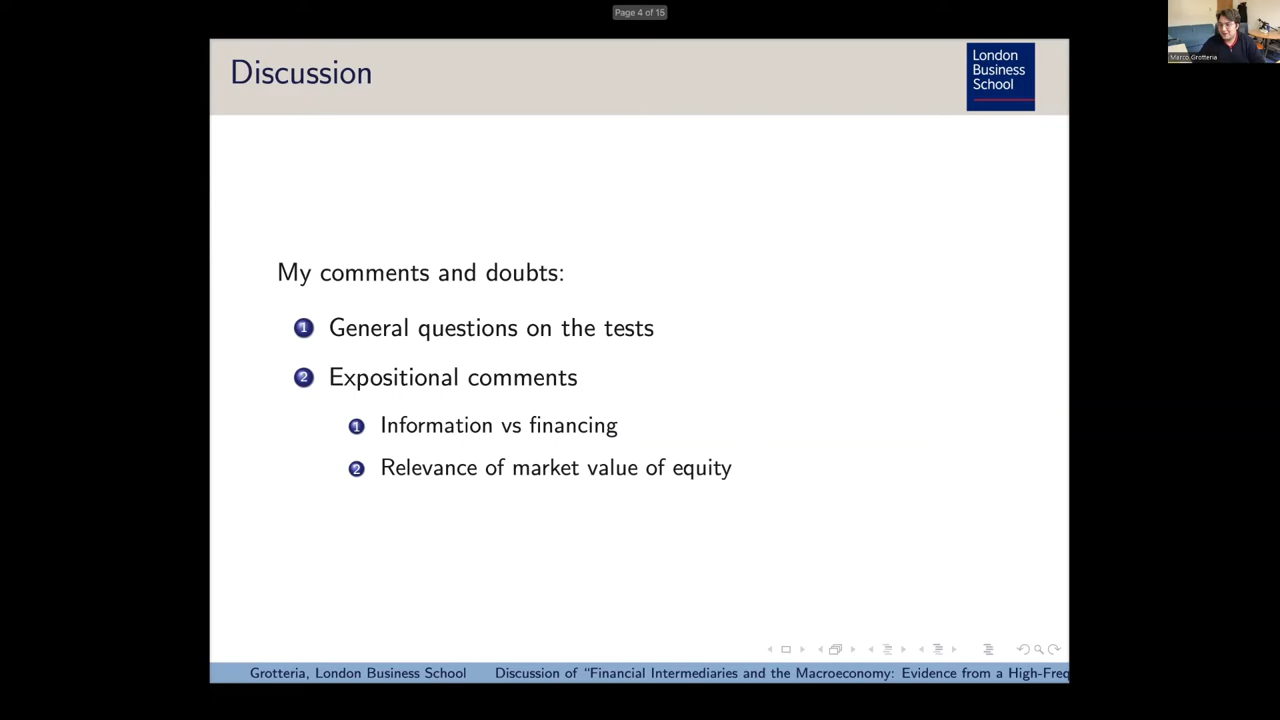 Page 4 of 15
Discussion
London
Business
School
Marco Grotteria
My comments and doubts:
1 General questions on the tests
2 Expositional comments
1 Information vs financing
2 Relevance of market value of equity
Grotteria, London Business School
Discussion of “Financial Intermediaries and the Macroeconomy: Evidence from a High-Freq